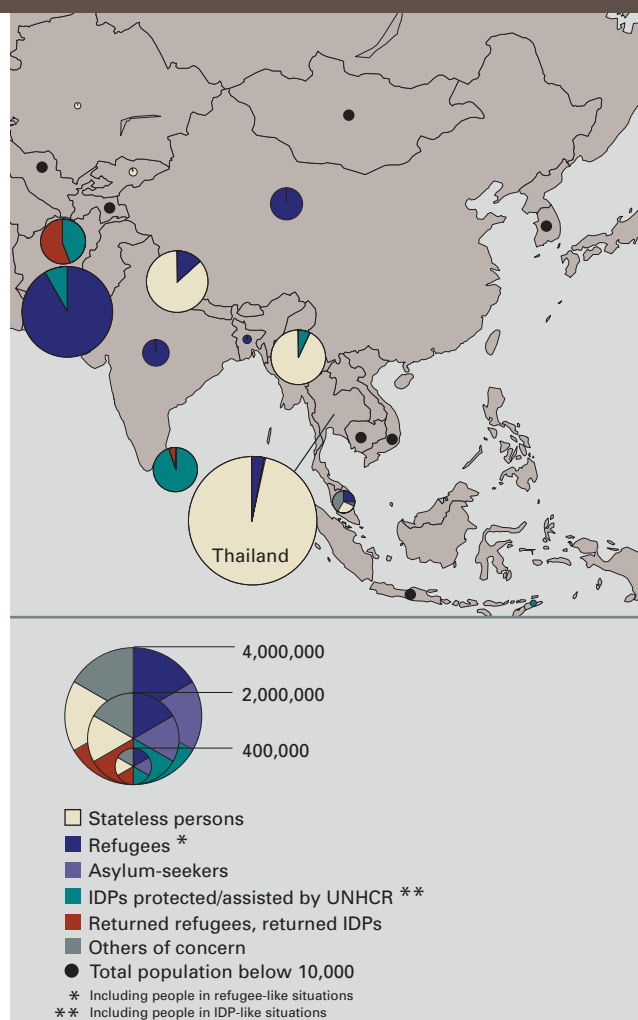 Thailand
4,000,000
2,000,000
400,000
Stateless persons
Refugees *
Asylum-seekers
IDPs protected/assisted by UNHCR **
Returned refugees, returned IDPs
Others of concern
Total population below 10,000
* Including people in refugee-like situations
** Including people in IDP-like situations